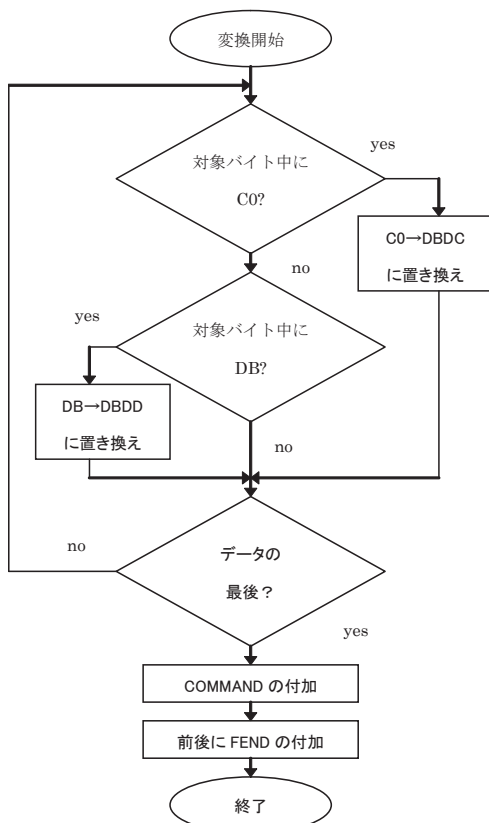 変換開始
対象バイト中に
C0?
yes
C0→DBDC
に置き換え
no
対象バイト中に
DB?
yes
DB→DBDD
に置き換え
no
データの
最後？
no
yes
COMMAND の付加
前後に FEND の付加
終了